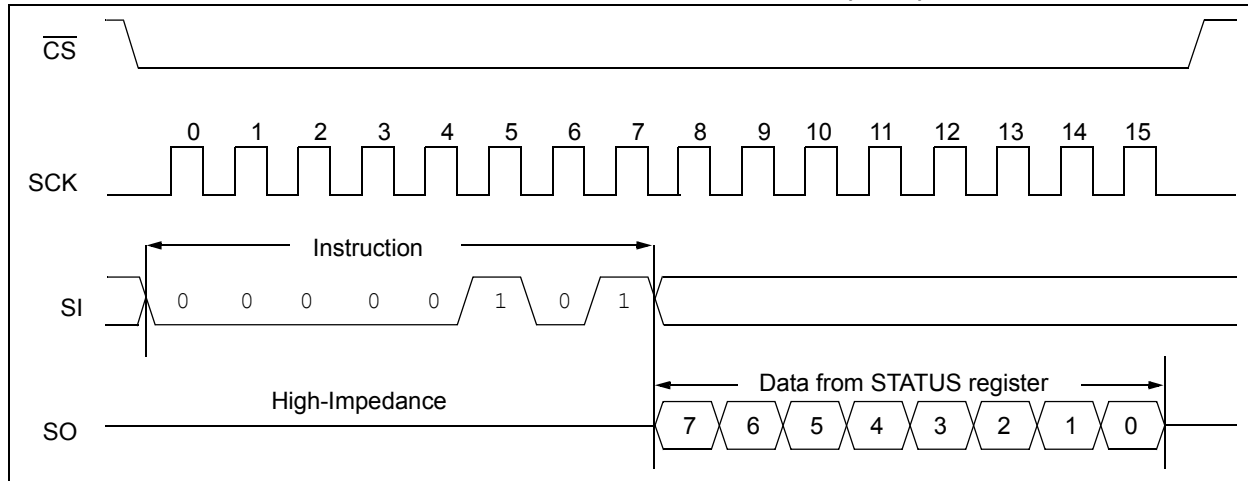 CS
0 1 2 3 4 5 6 7 8 9 10 11 12 13 14 15
SCK
Instruction
SI 0 0 0 0 0 1 0 1
Data from STATUS register
High-Impedance
SO 7 6 5 4 3 2 1 0